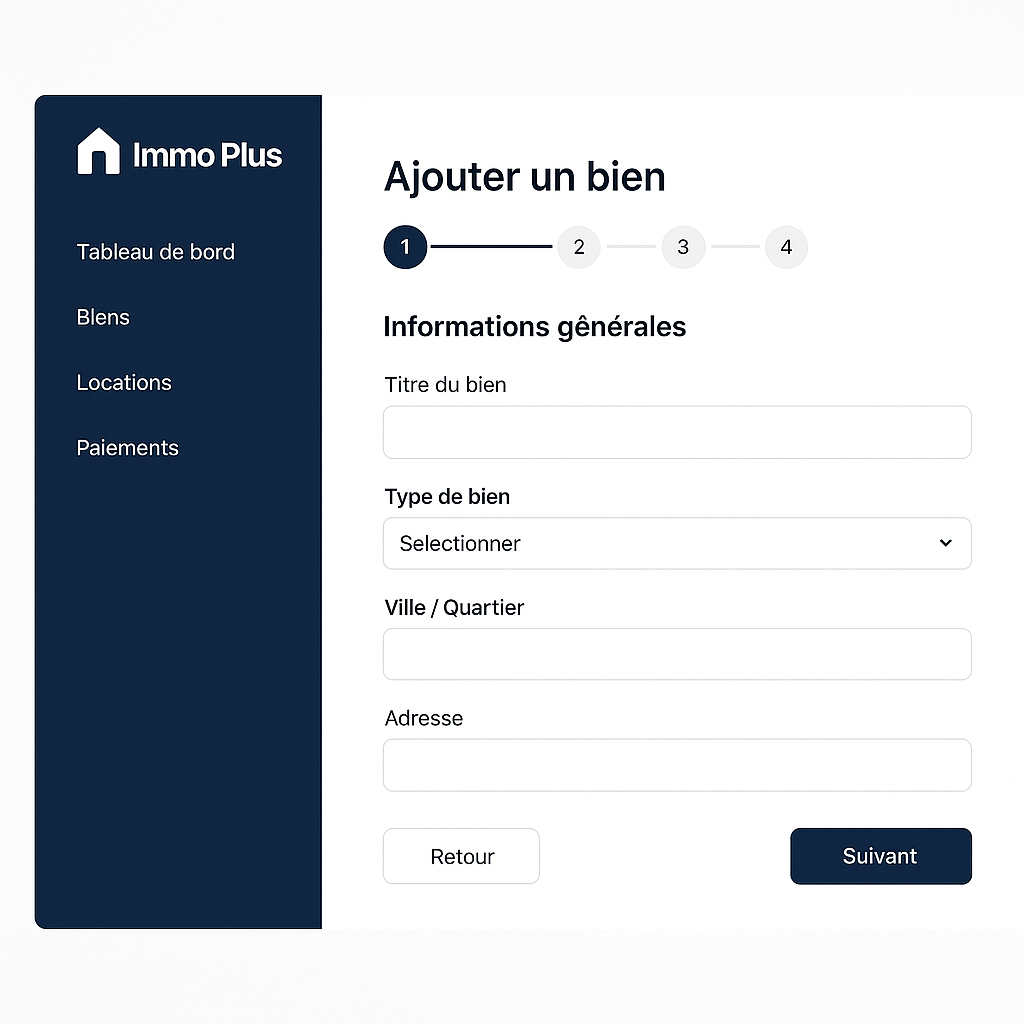 Immo Plus
Tableau de bord
Blens
Locations
Paiements
Ajouter un bien
1 2 3 4
Informations gênérales
Titre du bien
Type de bien
Selectionner
Ville / Quartier
Adresse
Retour
Suivant